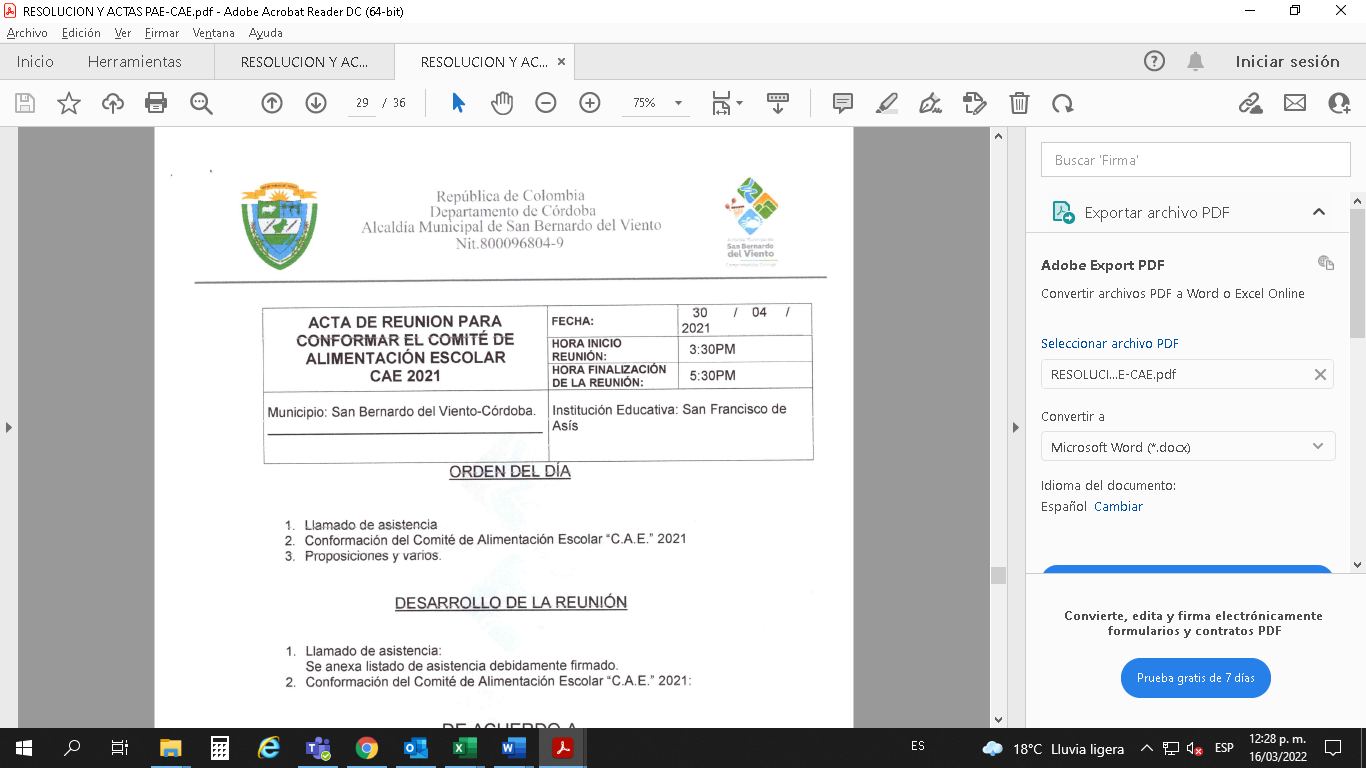 RESOLUCION Y ACTAS PAE-CAE.pdf - Adobe Acrobat Reader DC (64-bit)
Archivo Edición Ver Firmar Ventana Ayuda
Inicio Herramientas RESOLUCION Y AC... RESOLUCION Y AC... × Iniciar sesión
29 / 36 75%
República de Colombia
Departamento de Córdoba
Alcaldía Municipal de San Bernardo del Viento
Nit.800096804-9
San Bernardo
del Viento
ACTA DE REUNION PARA
CONFORMAR EL COMITÉ DE
ALIMENTACIÓN ESCOLAR
CAE 2021
FECHA: 30 / 04 /
2021
HORA INICIO
REUNIÓN: 3:30PM
HORA FINALIZACIÓN
DE LA REUNIÓN: 5:30PM
Municipio: San Bernardo del Viento-Córdoba.
Institución Educativa: San Francisco de
Asís
ORDEN DEL DÍA
1. Llamado de asistencia
2. Conformación del Comité de Alimentación Escolar “C.A.E.” 2021
3. Proposiciones y varios.
DESARROLLO DE LA REUNIÓN
1. Llamado de asistencia:
Se anexa listado de asistencia debidamente firmado.
2. Conformación del Comité de Alimentación Escolar “C.A.E.” 2021:
DE ACUERDO A
Buscar 'Firma'
Exportar archivo PDF
Adobe Export PDF
Convertir archivos PDF a Word o Excel Online
Seleccionar archivo PDF
RESOLUCI...E-CAE.pdf
Convertir a
Microsoft Word (*.docx)
Idioma del documento:
Español Cambiar
Convierte, edita y firma electrónicamente
formularios y contratos PDF
Prueba gratis de 7 días
ES 18°C Lluvia ligera ESP 12:28 p. m.
16/03/2022